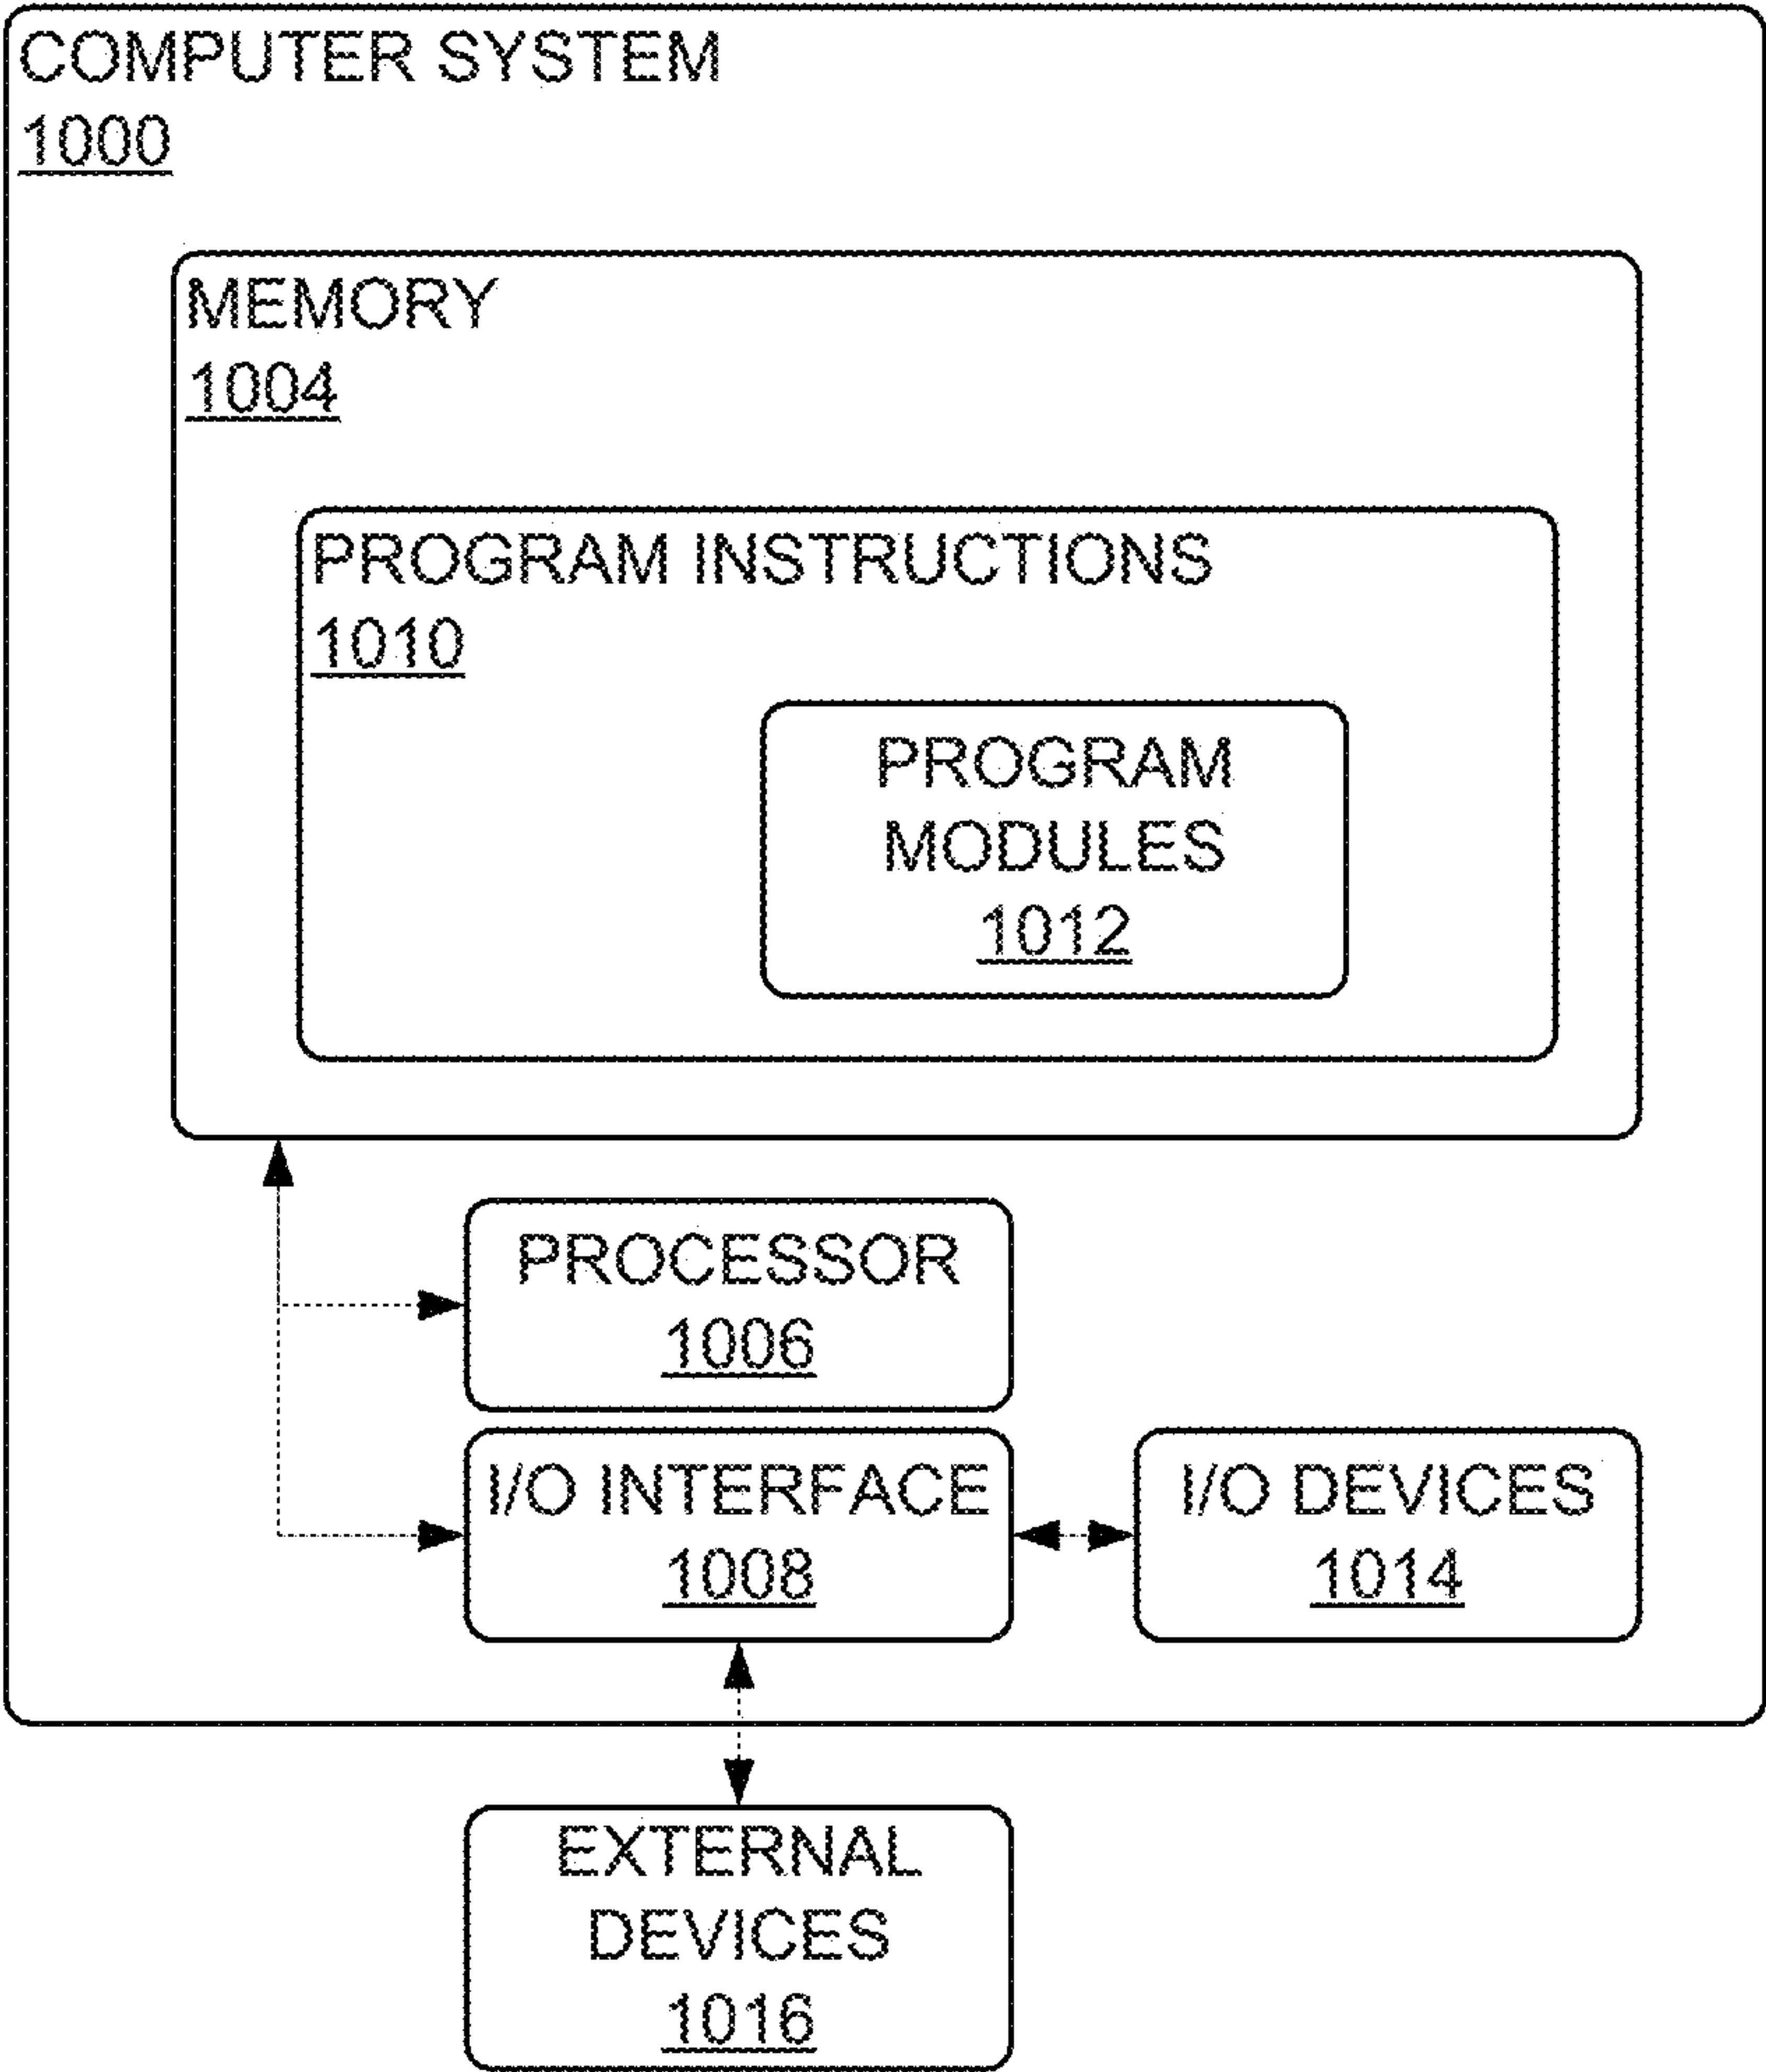 COMPUTER SYSTEM
1000
MEMORY
1004
PROGRAM INSTRUCTIONS
1010
PROGRAM
MODULES
1012
PROCESSOR
1006
I/O INTERFACE
1008
I/O DEVICES
1014
EXTERNAL
DEVICES
1016